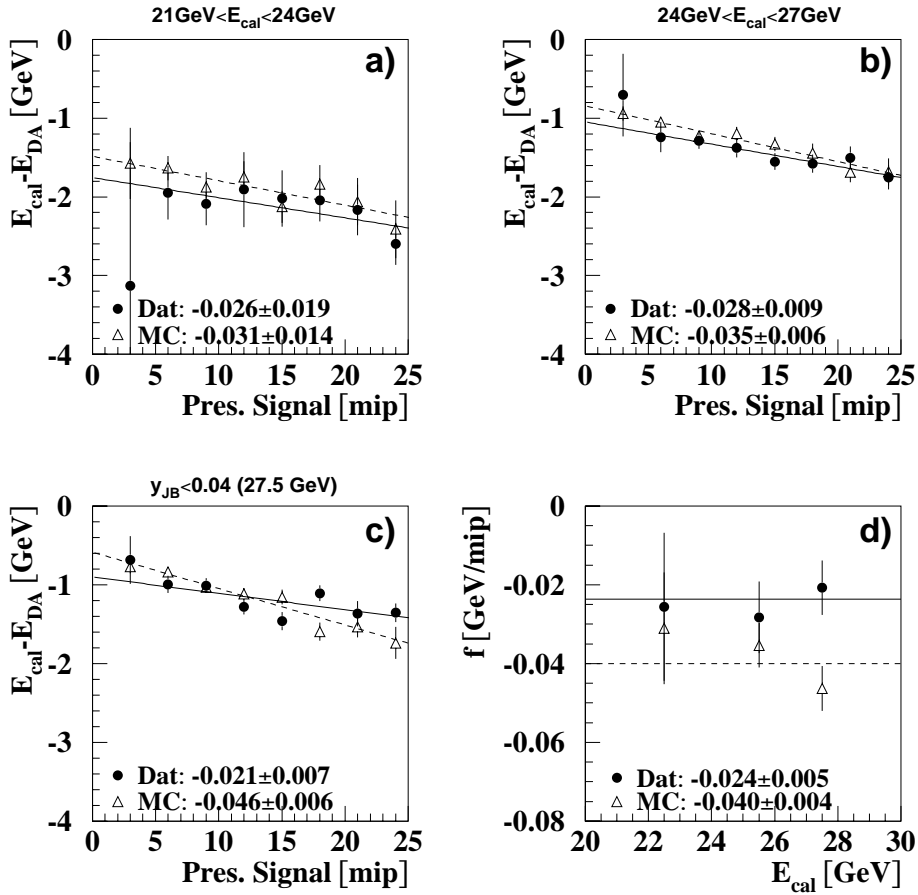 21GeV<E_cal<24GeV
a)
E_cal-E_DA [GeV]
0
-1
-2
-3
-4
● Dat: -0.026±0.019
△ MC: -0.031±0.014
0 5 10 15 20 25
Pres. Signal [mip]
24GeV<E_cal<27GeV
b)
E_cal-E_DA [GeV]
0
-1
-2
-3
-4
● Dat: -0.028±0.009
△ MC: -0.035±0.006
0 5 10 15 20 25
Pres. Signal [mip]
y_JB<0.04 (27.5 GeV)
c)
E_cal-E_DA [GeV]
0
-1
-2
-3
-4
● Dat: -0.021±0.007
△ MC: -0.046±0.006
0 5 10 15 20 25
Pres. Signal [mip]
d)
f [GeV/mip]
0
-0.02
-0.04
-0.06
-0.08
● Dat: -0.024±0.005
△ MC: -0.040±0.004
20 22 24 26 28 30
E_cal [GeV]